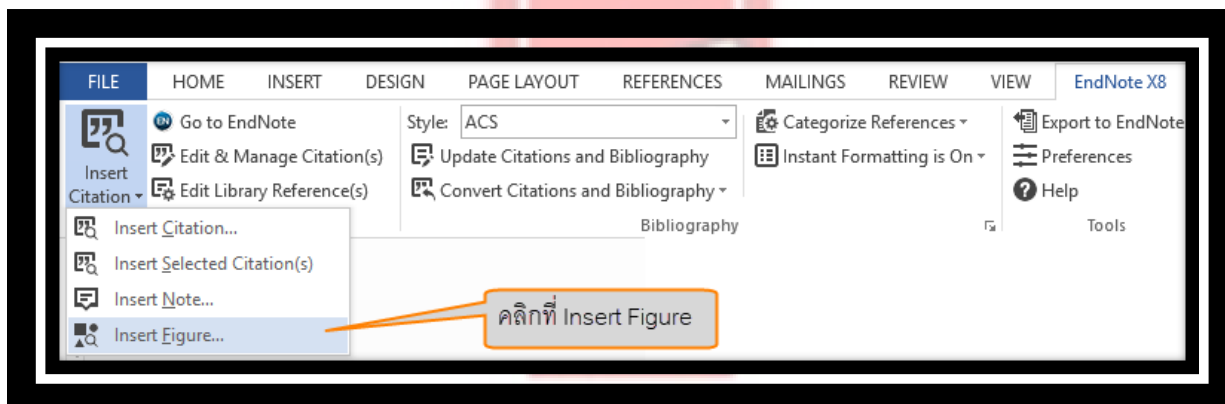 FILE HOME INSERT DESIGN PAGE LAYOUT REFERENCES MAILINGS REVIEW VIEW EndNote X8
Insert Citation
Go to EndNote
Edit & Manage Citation(s)
Edit Library Reference(s)
Style: ACS
Update Citations and Bibliography
Convert Citations and Bibliography
Categorize References
Instant Formatting is On
Bibliography
Export to EndNote
Preferences
Help
Tools
Insert Citation...
Insert Selected Citation(s)
Insert Note...
Insert Figure...
คลิกที่ Insert Figure